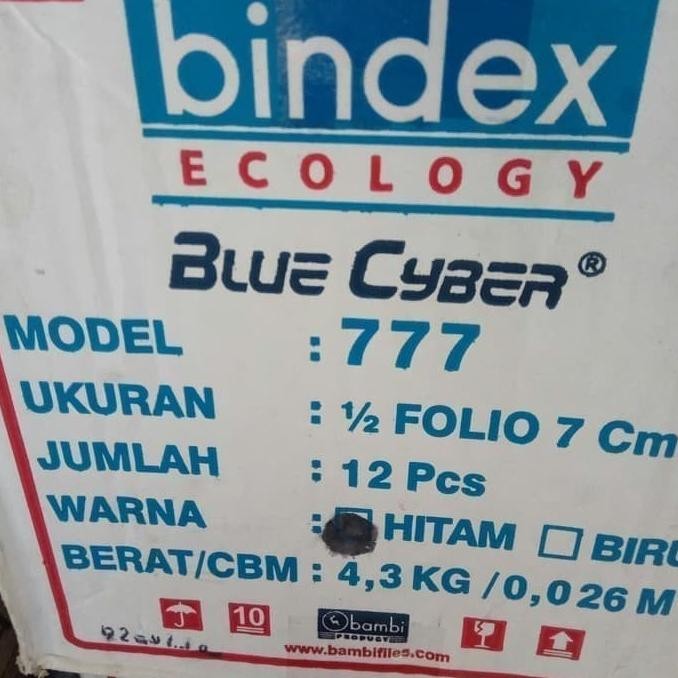 bindex
ECOLOGY
BLUE CYBER ®
MODEL : 777
UKURAN : ½ FOLIO 7 Cm
JUMLAH : 12 Pcs
WARNA : HITAM BIRU
BERAT/CBM : 4,3 KG / 0,026 M
10
bambi
PRODUCT
www.bambifiles.com